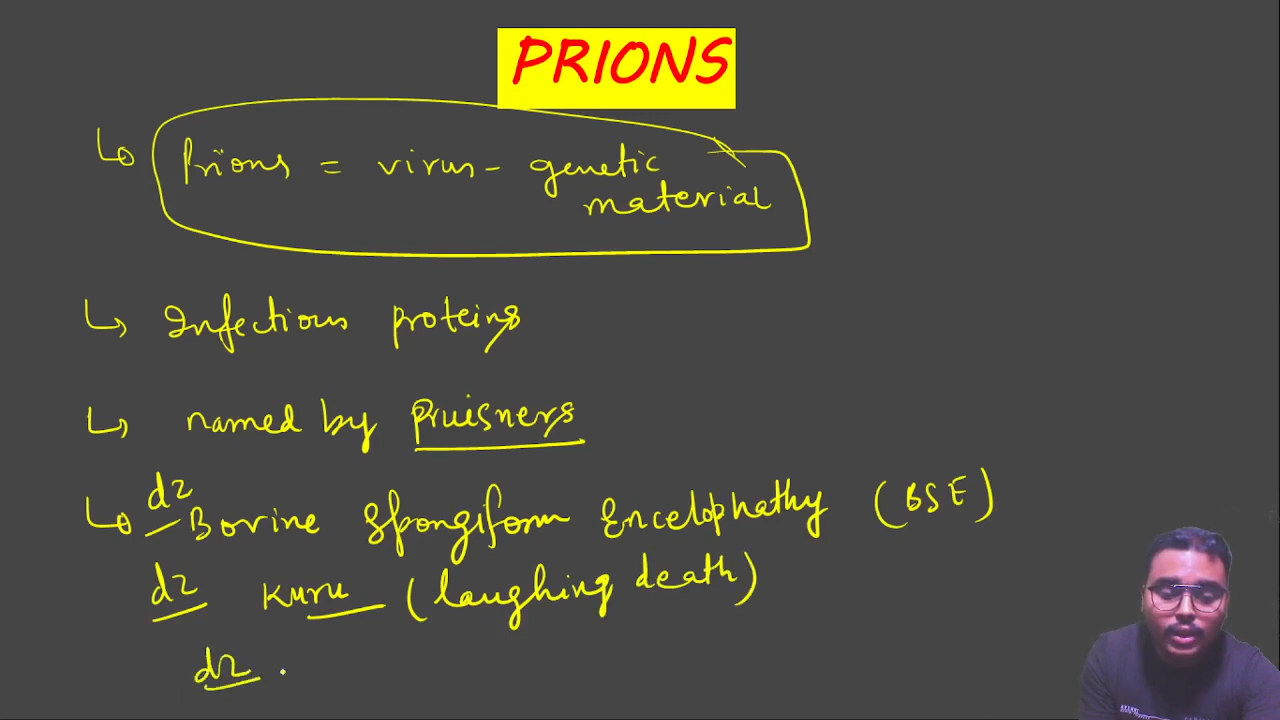 PRIONS
↳ Prions = virus - genetic
material
↳ Infectious proteins
↳ named by Pruisners
↳ dz Bovine Spongiform Encelophathy (BSE)
dz Kuru (laughing death)
dz